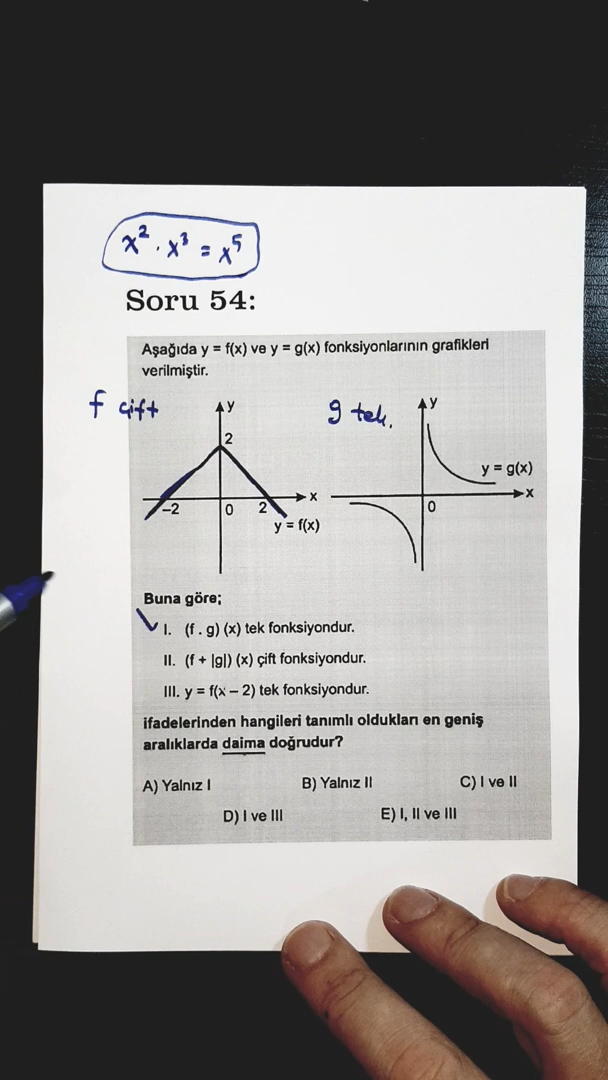 x² . x³ = x⁵
Soru 54:
Aşağıda y = f(x) ve y = g(x) fonksiyonlarının grafikleri
verilmiştir.
f çift
y
2
-2
0
2
x
y = f(x)
g tek.
y
y = g(x)
x
0
Buna göre;
I. (f . g) (x) tek fonksiyondur.
II. (f + |g|) (x) çift fonksiyondur.
III. y = f(x – 2) tek fonksiyondur.
ifadelerinden hangileri tanımlı oldukları en geniş
aralıklarda daima doğrudur?
A) Yalnız I B) Yalnız II C) I ve II
D) I ve III E) I, II ve III